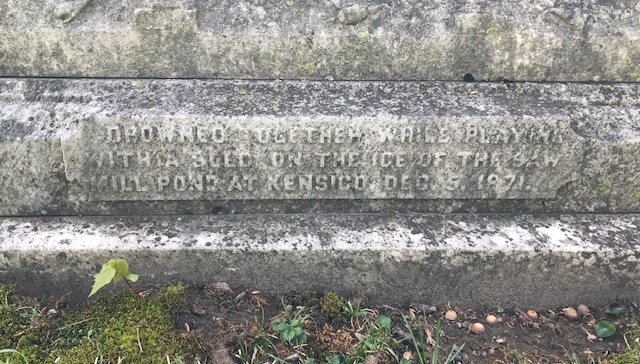 DROWNED TOGETHER WHILE PLAYING
WITH A SLED ON THE ICE OF THE SAW
MILL POND AT KENSICO, DEC. 5, 1871.